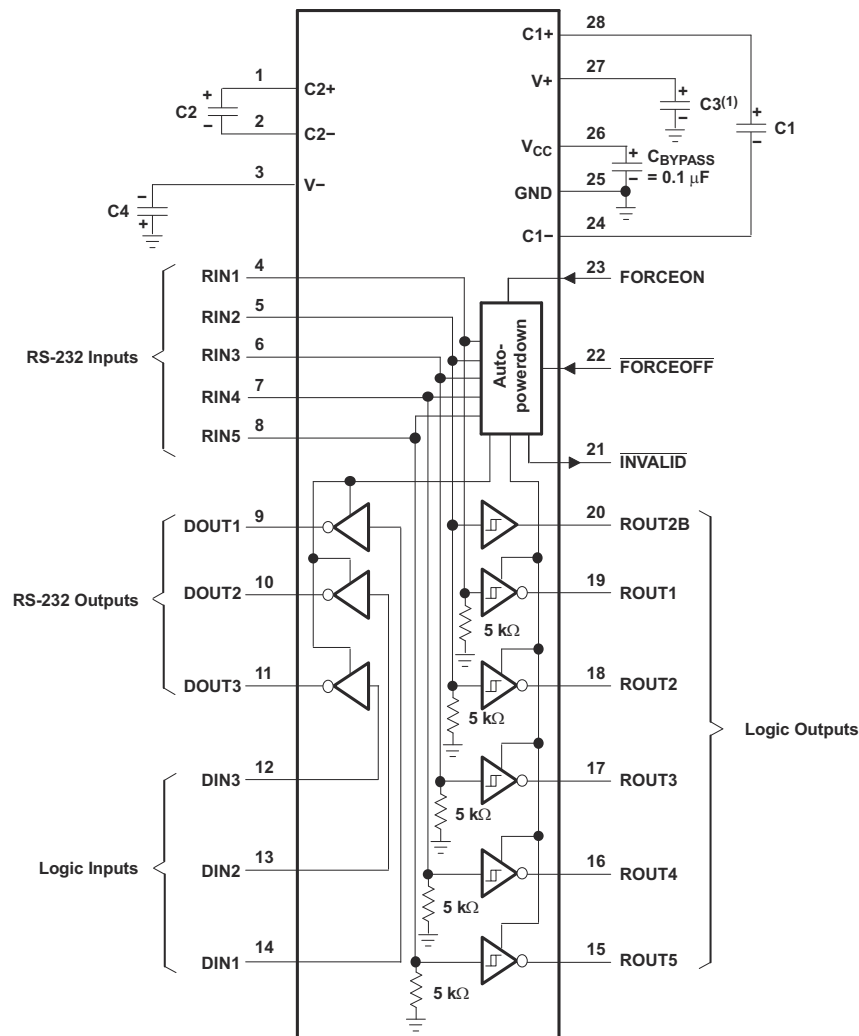 28
C1+
1
C2+
V+
27
+
C2
−
2
C2−
+
C3(1)
−
+
C1
−
26
VCC
+
CBYPASS
−
= 0.1 μF
3
V−
25
GND
−
C4
+
24
C1−
4
RIN1
23
FORCEON
5
RIN2
6
RIN3
RS-232 Inputs
Auto-
powerdown
22
FORCEOFF
7
RIN4
8
RIN5
21
INVALID
9
DOUT1
20
ROUT2B
10
DOUT2
RS-232 Outputs
19
ROUT1
5 kΩ
11
DOUT3
18
ROUT2
5 kΩ
Logic Outputs
12
DIN3
17
ROUT3
5 kΩ
13
DIN2
Logic Inputs
16
ROUT4
5 kΩ
14
DIN1
15
ROUT5
5 kΩ